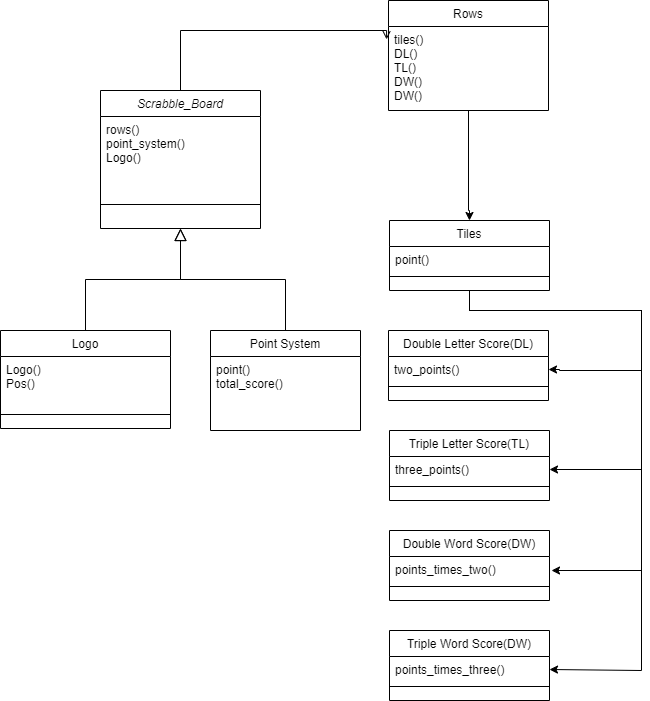 Rows
tiles()
DL()
TL()
DW()
DW()
Scrabble_Board
rows()
point_system()
Logo()
Tiles
point()
Logo
Logo()
Pos()
Point System
point()
total_score()
Double Letter Score(DL)
two_points()
Triple Letter Score(TL)
three_points()
Double Word Score(DW)
points_times_two()
Triple Word Score(DW)
points_times_three()